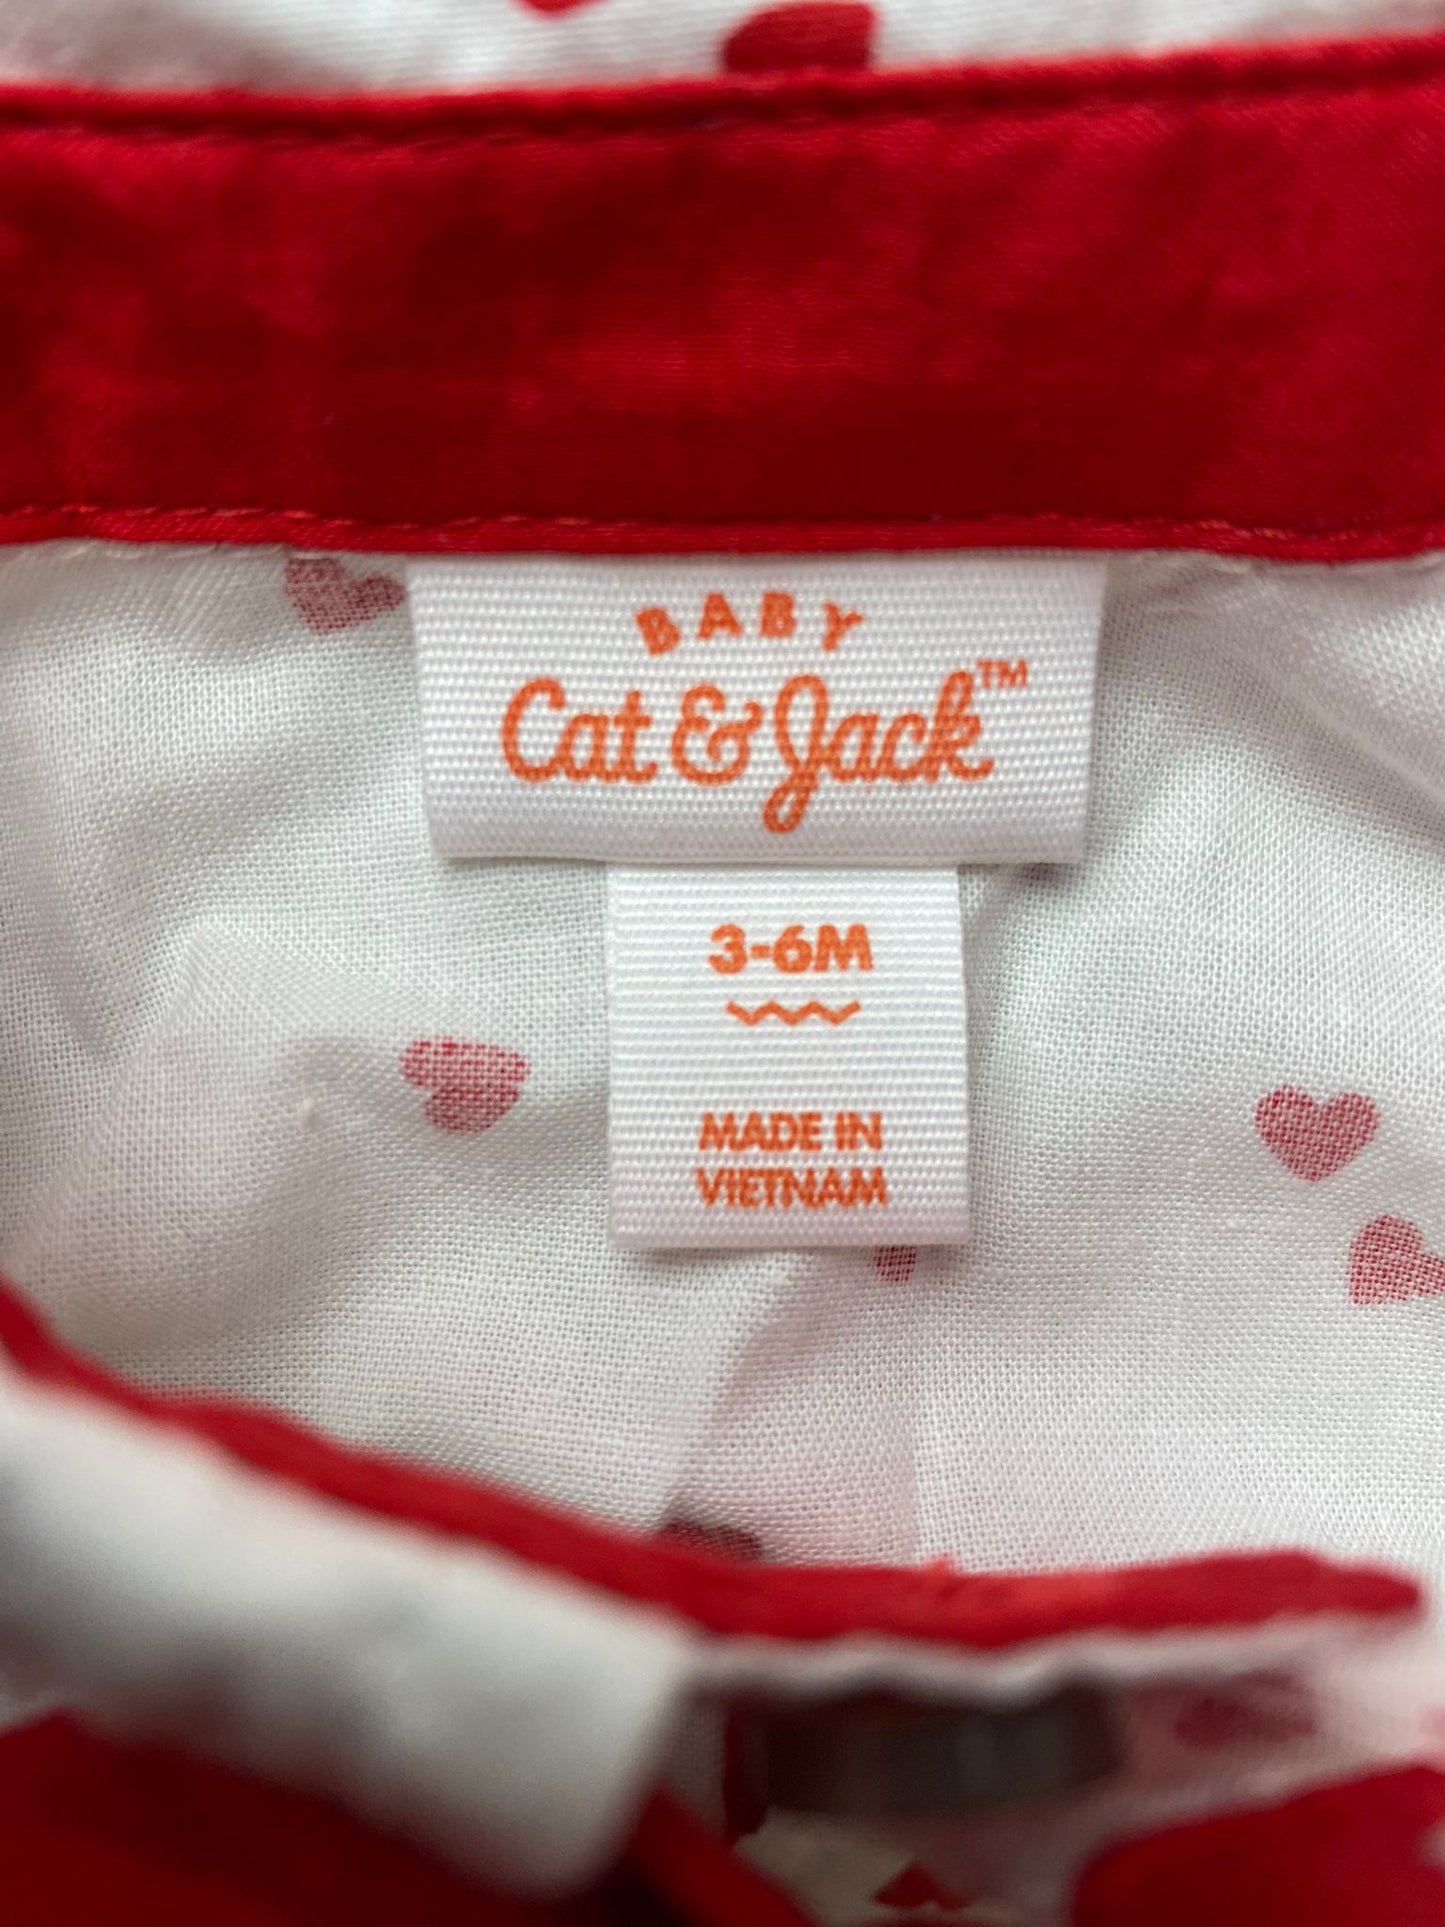 BABY
Cat & Jack™
3-6M
MADE IN
VIETNAM